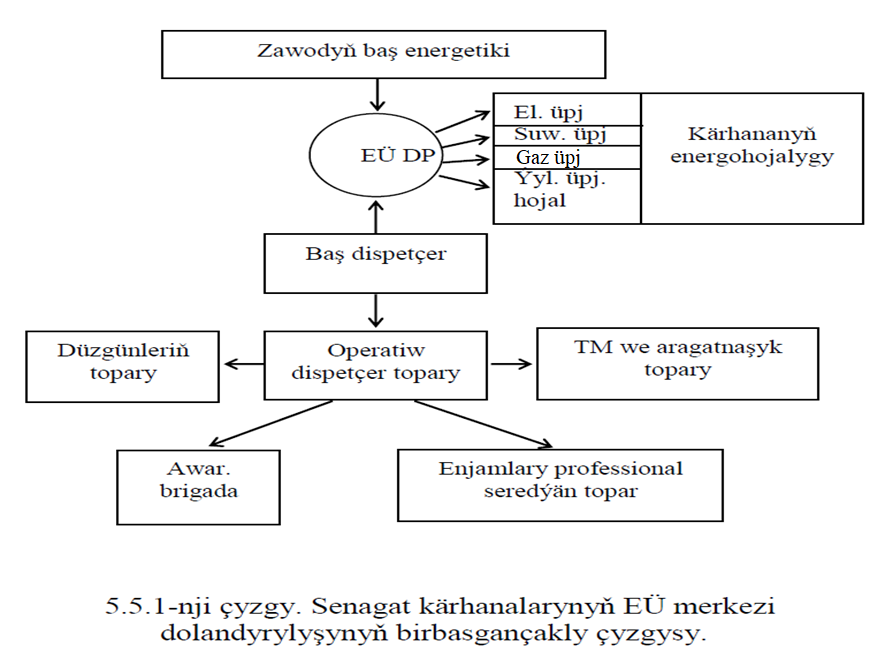 Zawodyň baş energetiki
EÜ DP
El. üpj
Suw. üpj
Gaz üpj
Ýyl. üpj.
hojal
Kärhananyň
energohojalygy
Baş dispetçer
Düzgünleriň
topary
Operatiw
dispetçer topary
TM we aragatnaşyk
topary
Awar.
brigada
Enjamlary professional
seredýän topar
5.5.1-nji çyzgy. Senagat kärhanalarynyň EÜ merkezi
dolandyrylyşynyň birbasgançakly çyzgysy.